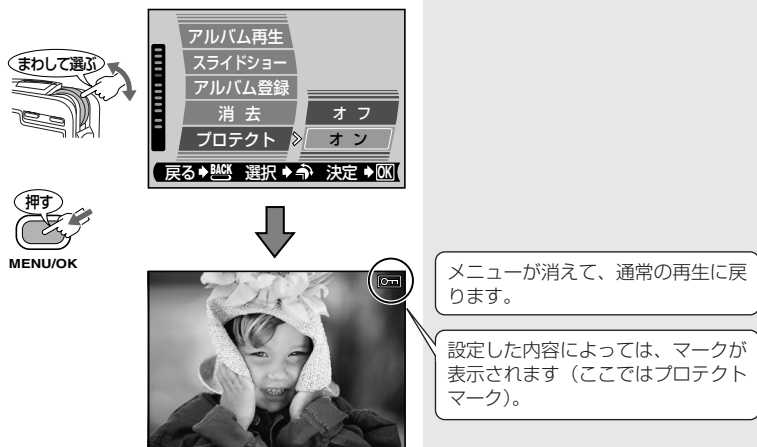 まわして選ぶ
アルバム再生
スライドショー
アルバム登録
消去 オフ
プロテクト オン
戻る BACK 選択 決定 OK
押す
MENU/OK
メニューが消えて、通常の再生に戻
ります。
設定した内容によっては、マークが
表示されます（ここではプロテクト
マーク）。